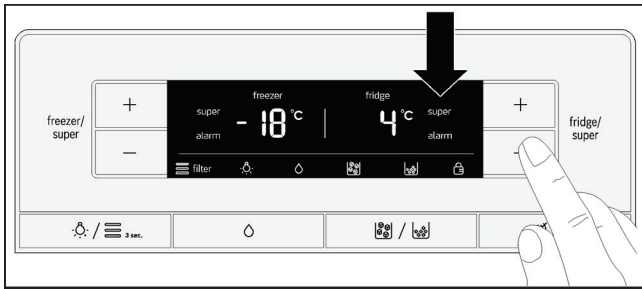 freezer/
super
+
−
freezer
super
alarm
-18 °C
fridge
4 °C
super
alarm
filter
+
−
fridge/
super
/ 3 sec.
/